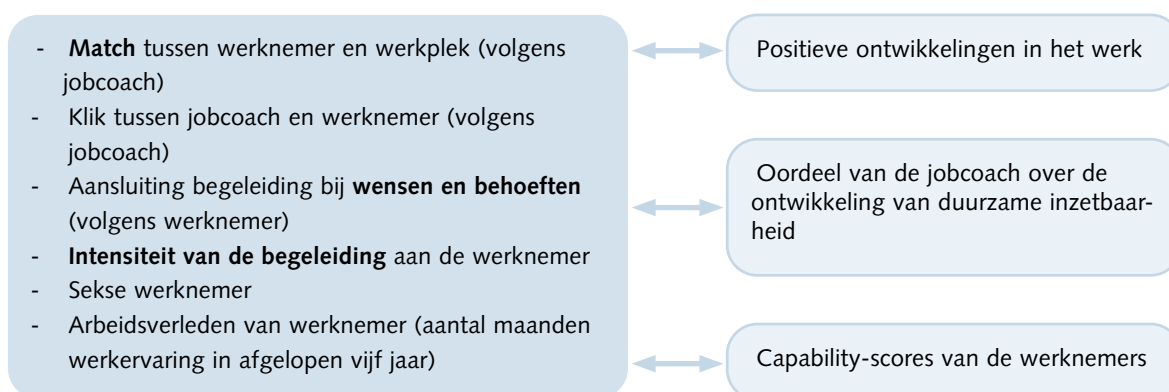 - Match tussen werknemer en werkplek (volgens
jobcoach)
- Klik tussen jobcoach en werknemer (volgens
jobcoach)
- Aansluiting begeleiding bij wensen en behoeften
(volgens werknemer)
- Intensiteit van de begeleiding aan de werknemer
- Sekse werknemer
- Arbeidsverleden van werknemer (aantal maanden
werkervaring in afgelopen vijf jaar)
Positieve ontwikkelingen in het werk
Oordeel van de jobcoach over de
ontwikkeling van duurzame inzetbaar-
heid
Capability-scores van de werknemers